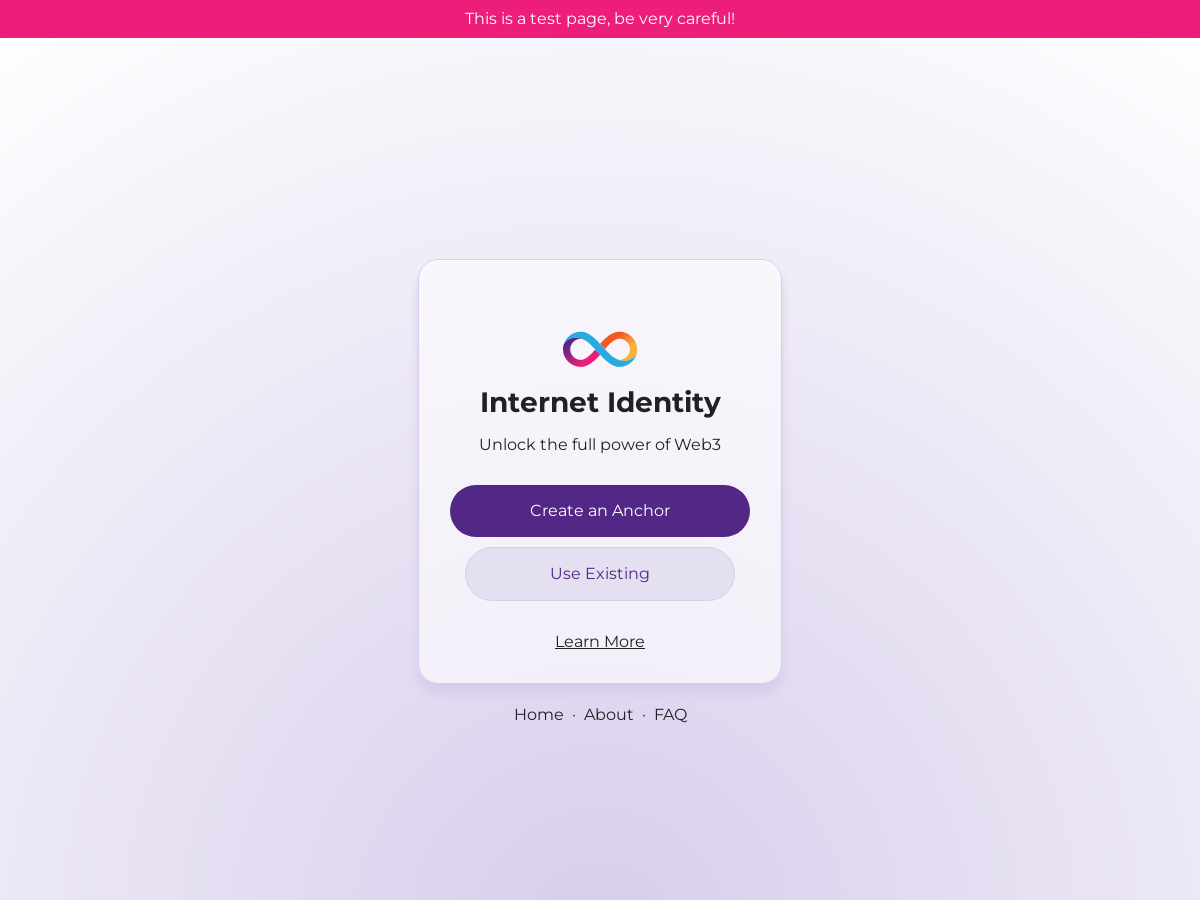 This is a test page, be very careful!
Internet Identity
Unlock the full power of Web3
Create an Anchor
Use Existing
Learn More
Home · About · FAQ